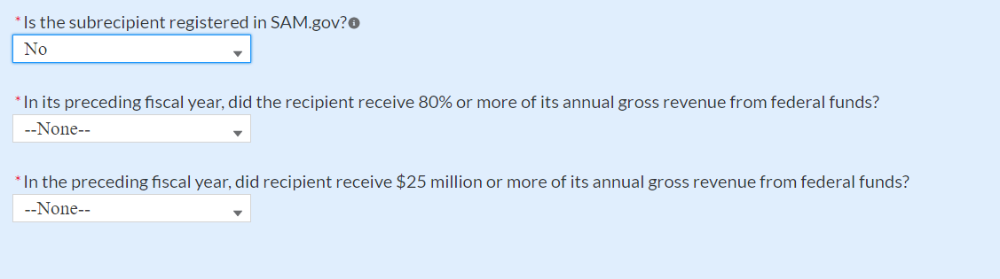 * Is the subrecipient registered in SAM.gov?
No
* In its preceding fiscal year, did the recipient receive 80% or more of its annual gross revenue from federal funds?
--None--
* In the preceding fiscal year, did recipient receive $25 million or more of its annual gross revenue from federal funds?
--None--